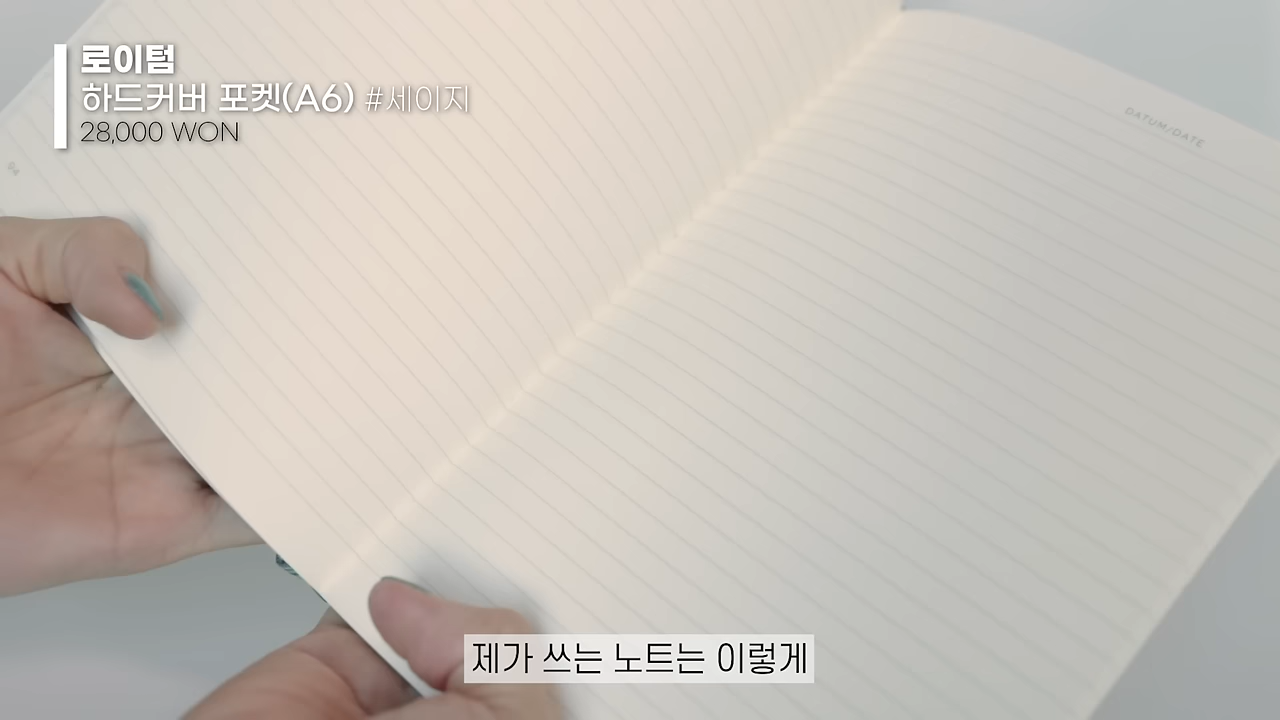 로이텀
하드커버 포켓(A6) #세이지
28,000 WON
DATUM/DATE
94
제가 쓰는 노트는 이렇게